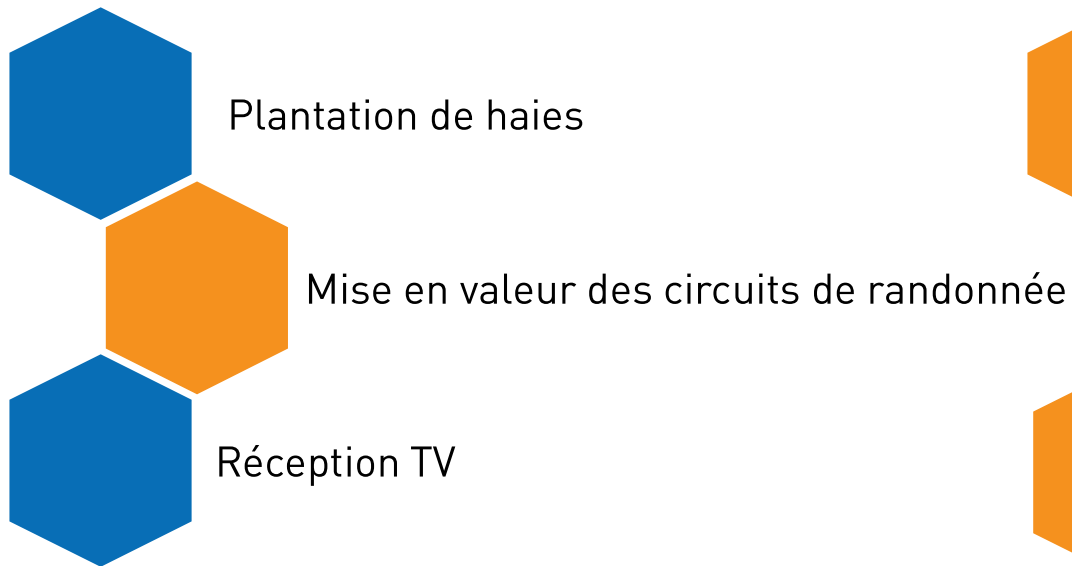 Plantation de haies
Mise en valeur des circuits de randonnée
Réception TV